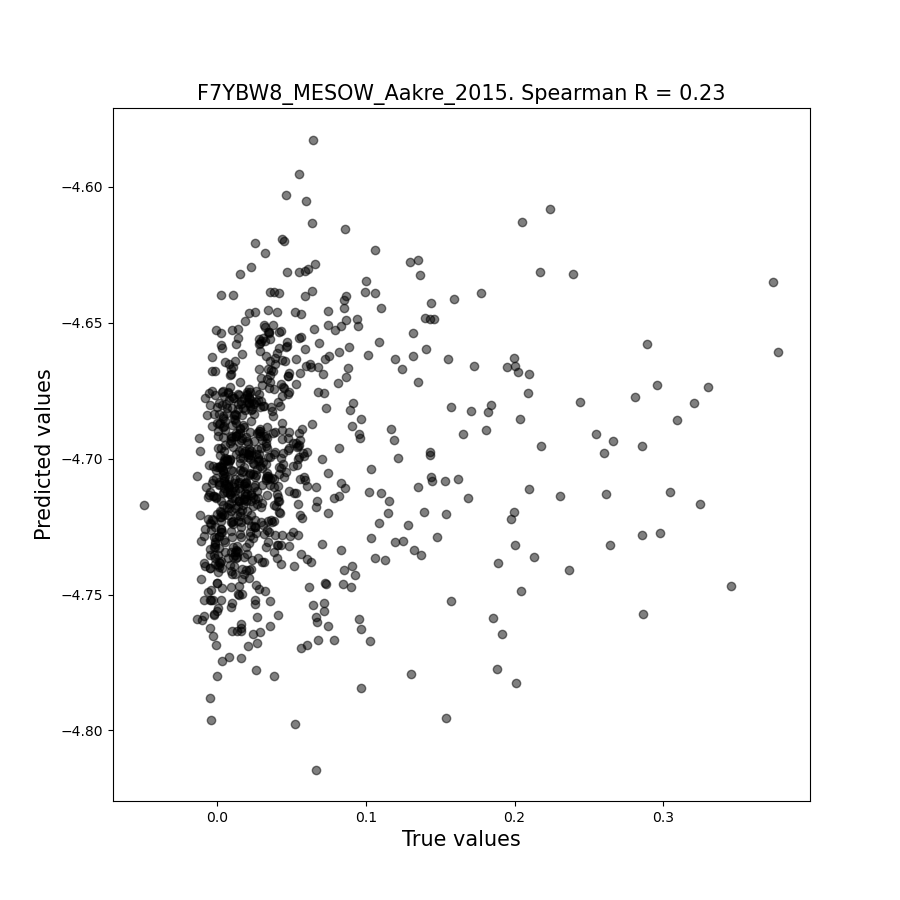 F7YBW8_MESOW_Aakre_2015. Spearman R = 0.23
−4.60
−4.65
−4.70
−4.75
−4.80
Predicted values
0.0 0.1 0.2 0.3
True values